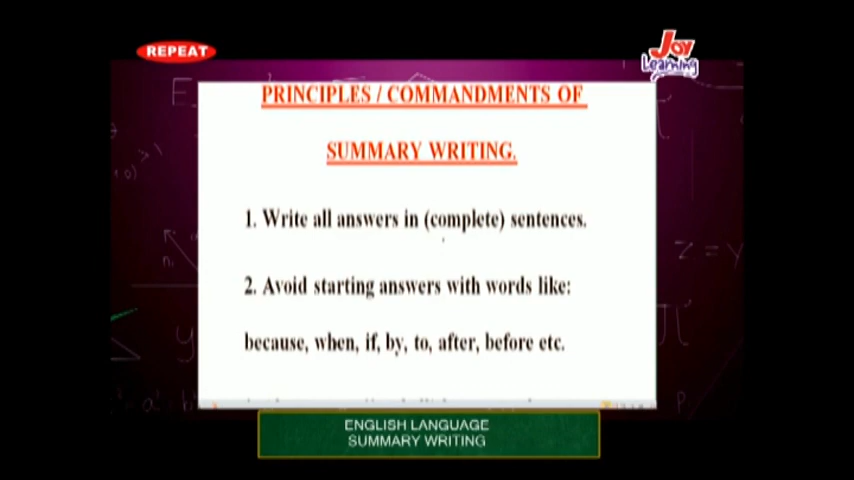 REPEAT
Joy
Learning
PRINCIPLES / COMMANDMENTS OF
SUMMARY WRITING.
1. Write all answers in (complete) sentences.
2. Avoid starting answers with words like:
because, when, if, by, to, after, before etc.
z = y
ENGLISH LANGUAGE
SUMMARY WRITING